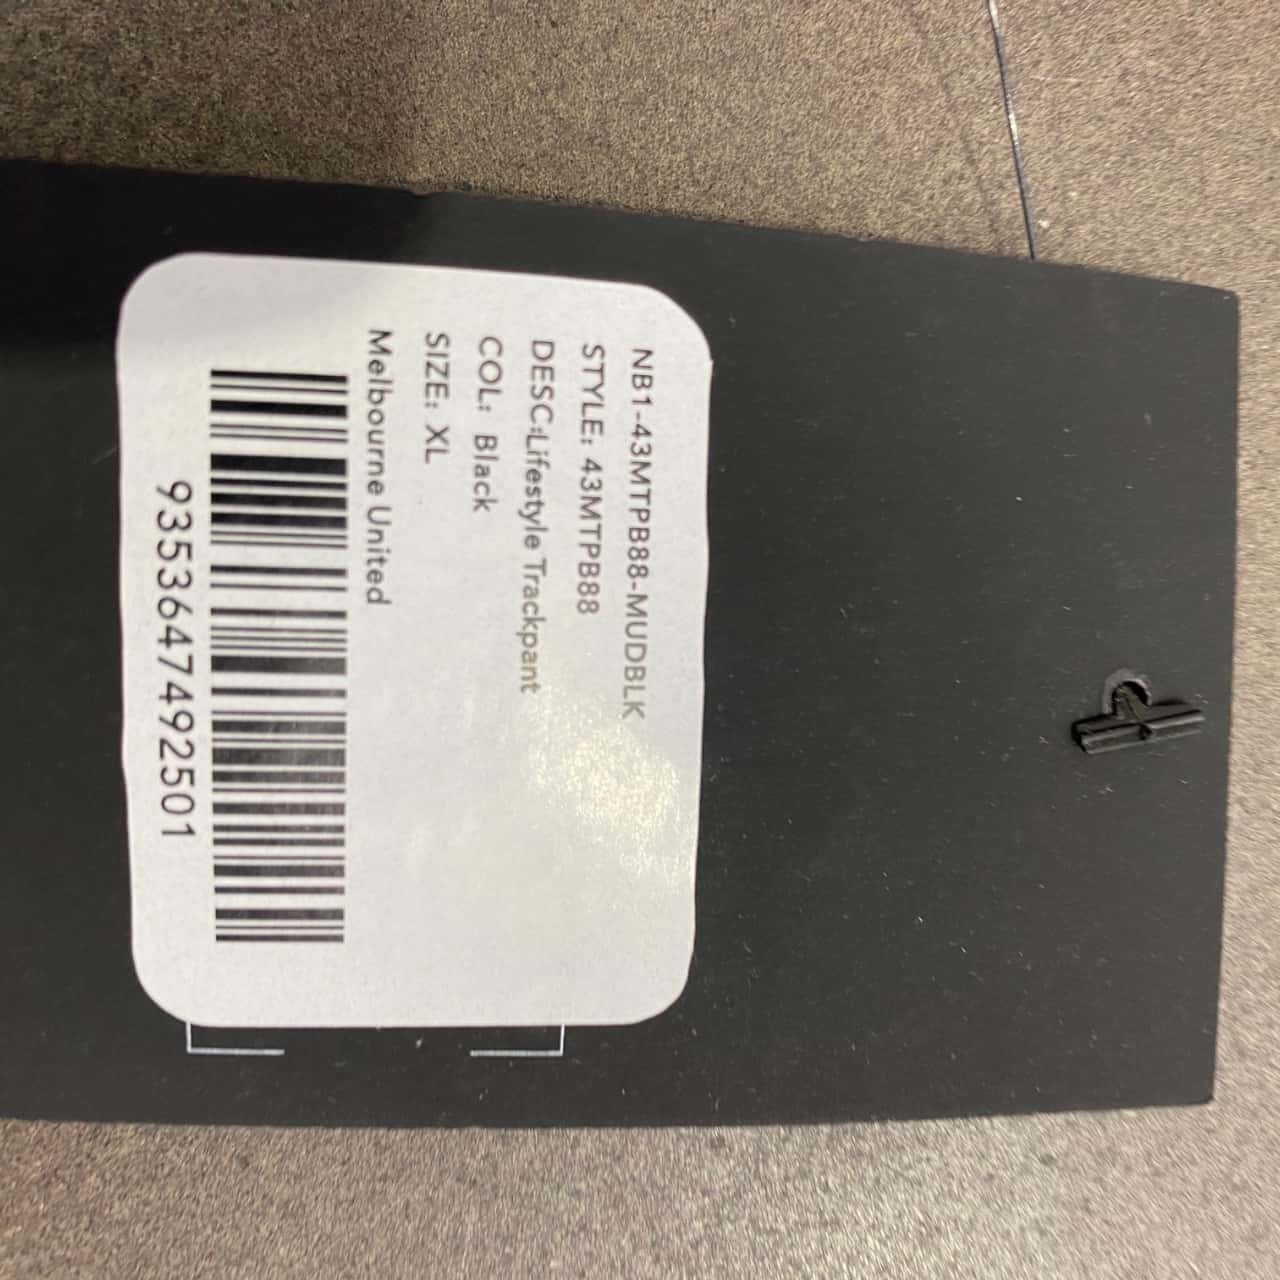 NB1-43MTPB88-MUDBLK
STYLE: 43MTPB88
DESC:Lifestyle Trackpant
COL: Black
SIZE: XL
Melbourne United
9353647492501